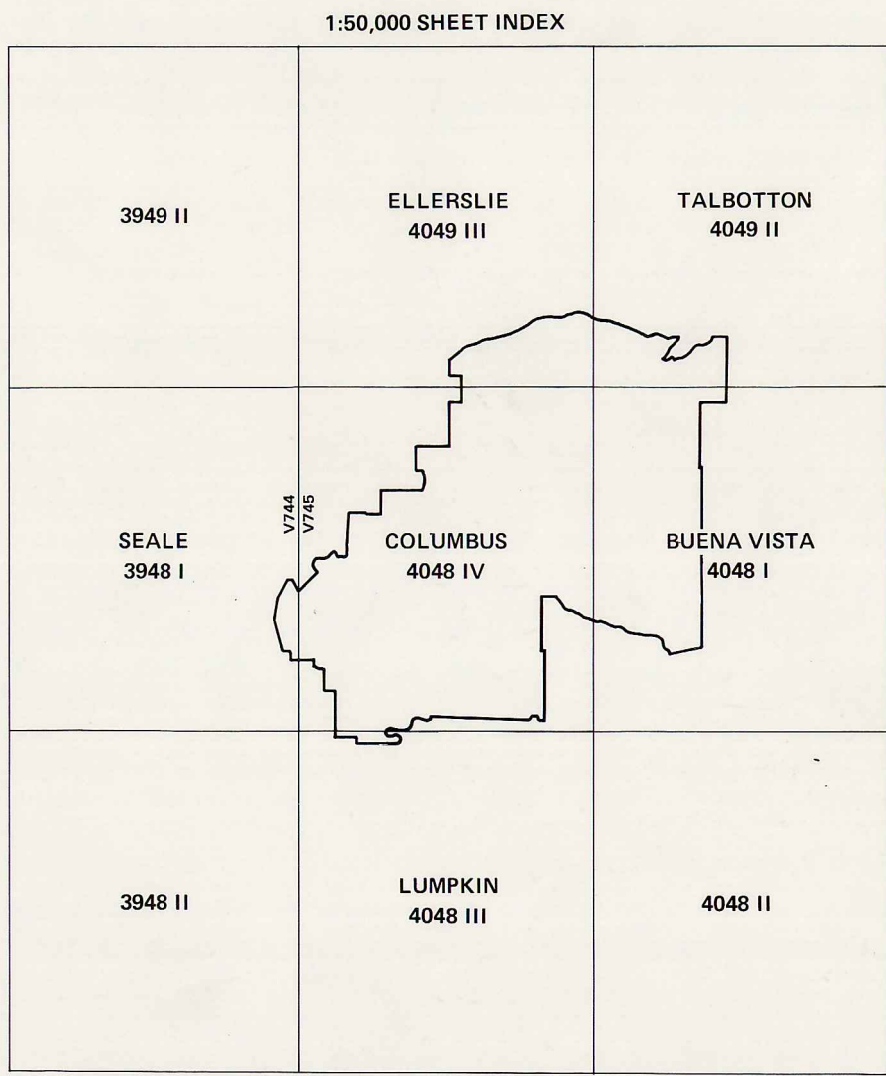 1:50,000 SHEET INDEX
3949 II
ELLERSLIE
4049 III
TALBOTTON
4049 II
V744
V745
SEALE
3948 I
COLUMBUS
4048 IV
BUENA VISTA
4048 I
3948 II
LUMPKIN
4048 III
4048 II